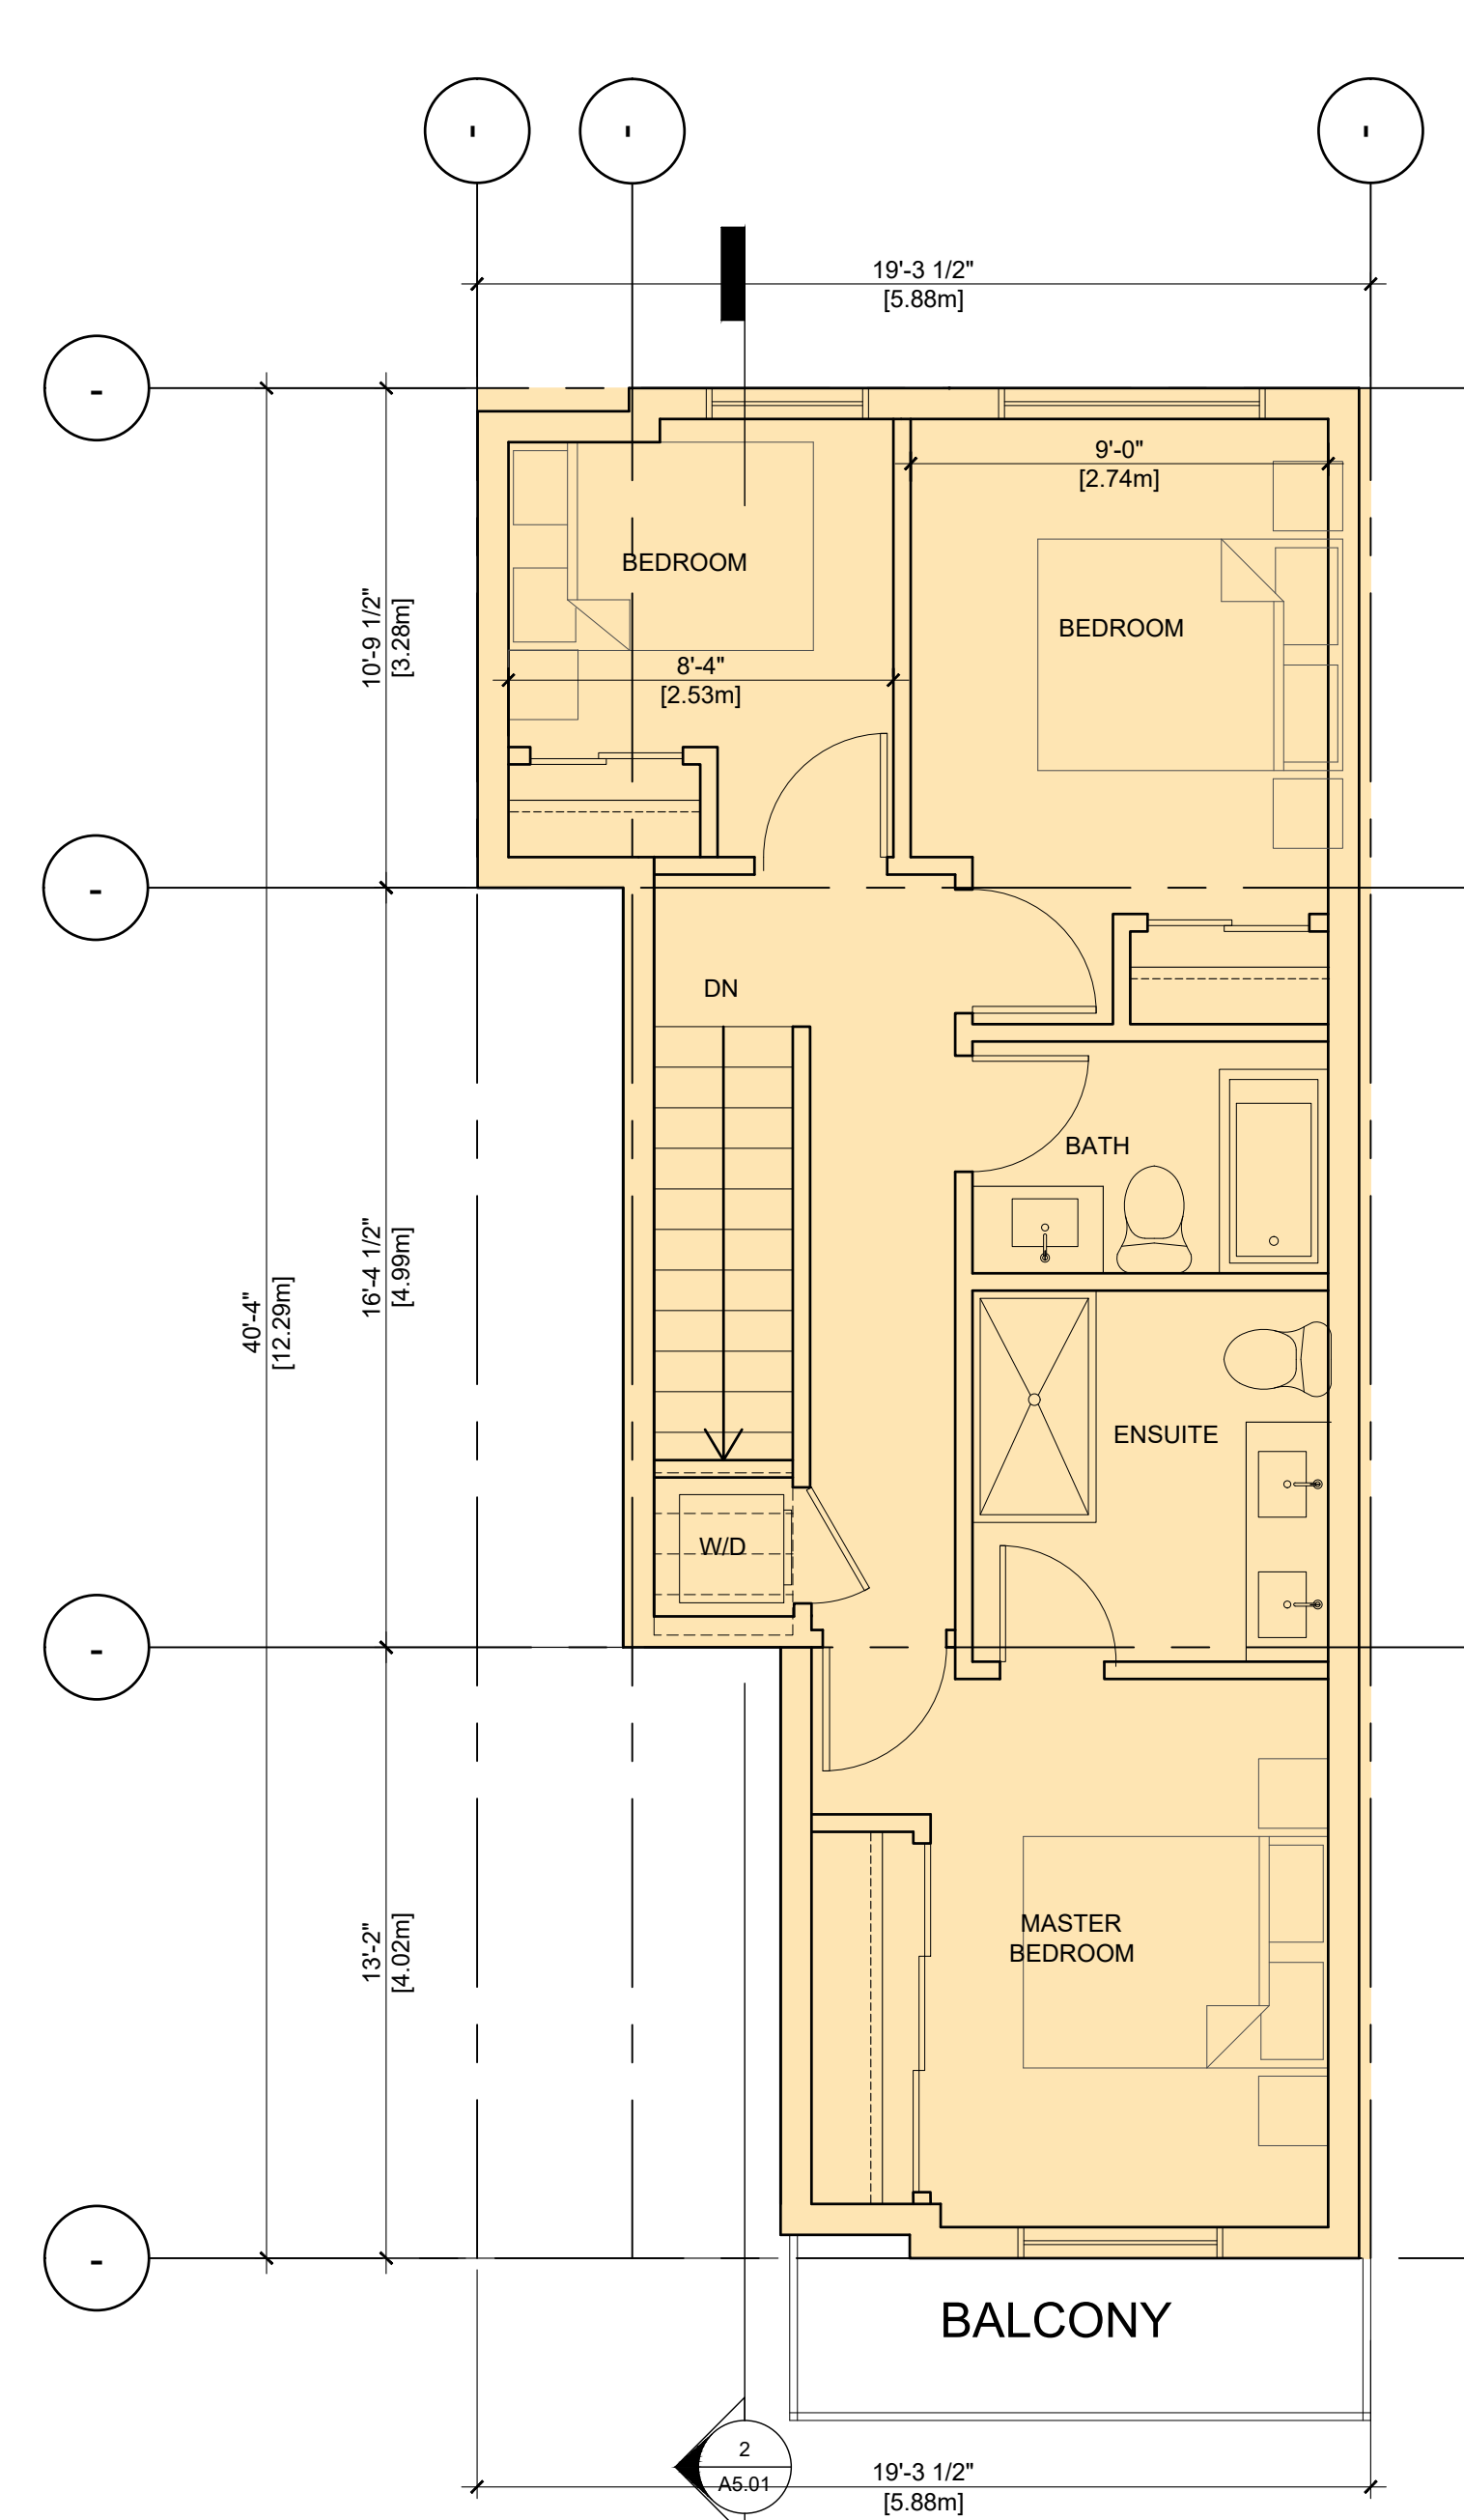 -
-
-
19'-3 1/2"
[5.88m]
-
9'-0"
[2.74m]
BEDROOM
BEDROOM
10'-9 1/2"
[3.28m]
8'-4"
[2.53m]
-
DN
BATH
16'-4 1/2"
[4.99m]
40'-4"
[12.29m]
ENSUITE
W/D
-
MASTER
BEDROOM
13'-2"
[4.02m]
-
BALCONY
2
A5.01
19'-3 1/2"
[5.88m]